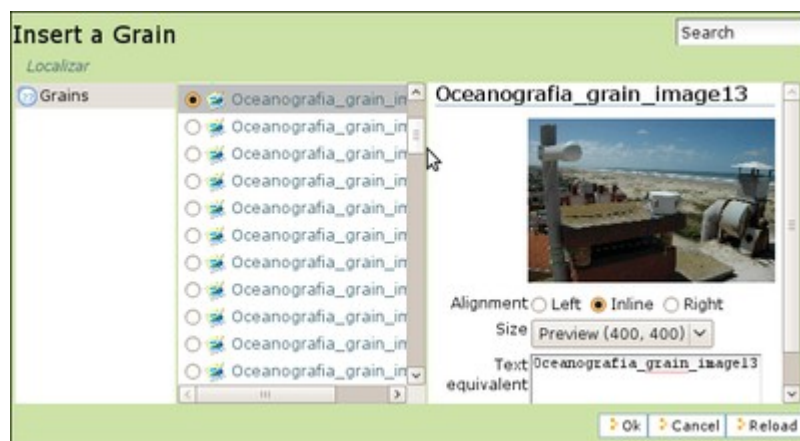 Insert a Grain
Search
Localizar
Grains
Oceanografia_grain_in
Oceanografia_grain_in
Oceanografia_grain_in
Oceanografia_grain_in
Oceanografia_grain_in
Oceanografia_grain_in
Oceanografia_grain_in
Oceanografia_grain_in
Oceanografia_grain_in
Oceanografia_grain_in
Oceanografia_grain_im
Oceanografia_grain_image13
Alignment Left Inline Right
Size Preview (400, 400)
Text equivalent Oceanografia_grain_image13
Ok Cancel Reload